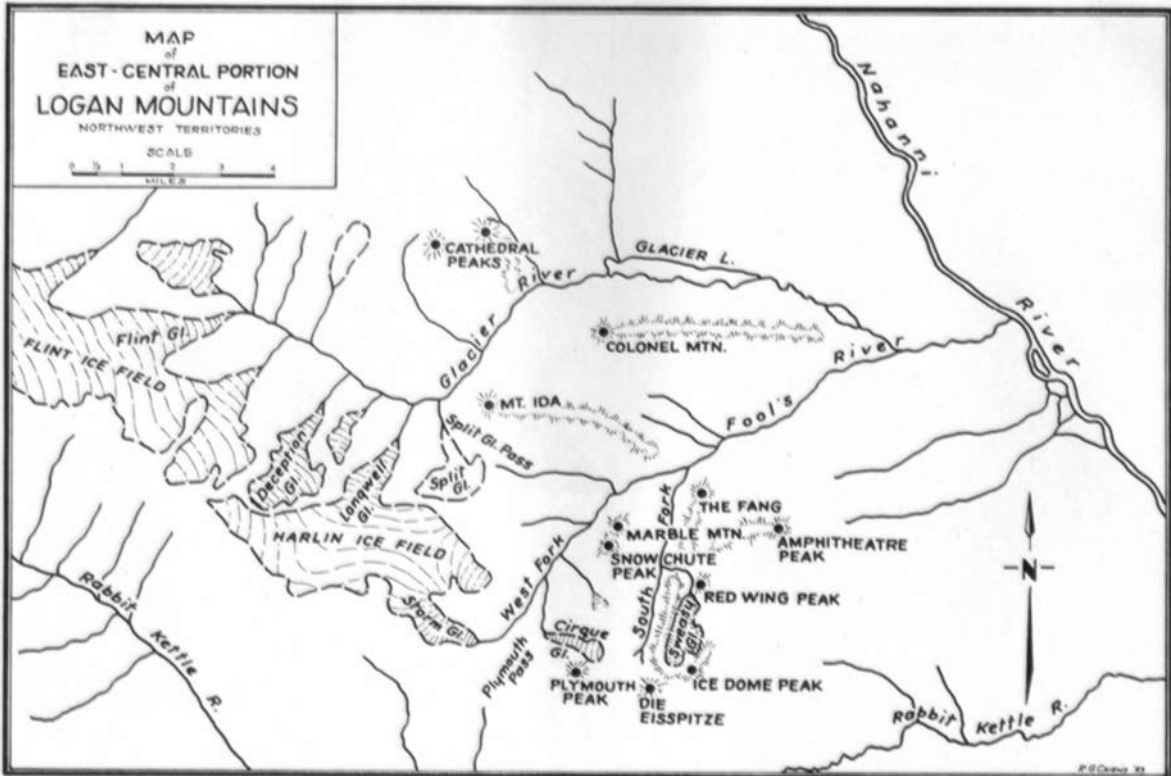 MAP
of
EAST-CENTRAL PORTION
of
LOGAN MOUNTAINS
NORTHWEST TERRITORIES
SCALE
0 ½ 1 2 3 4
MILES
Nahanni
River
CATHEDRAL
PEAKS
GLACIER L.
Glacier
River
Flint Gl.
FLINT ICE FIELD
COLONEL MTN.
Fool's
River
MT. IDA
Split Gl. Pass
Deception
Gl.
Longwell
Gl.
Split
Gl.
HARLIN ICE FIELD
THE FANG
MARBLE MTN.
SNOW CHUTE
PEAK
AMPHITHEATRE
PEAK
South
Fork
West Fork
Storm Gl.
RED WING PEAK
Sweasy
Gl's
Cirque
Gl.
Plymouth
Pass
PLYMOUTH
PEAK
DIE
EISSPITZE
ICE DOME PEAK
Rabbit
Kettle
R.
Rabbit
Kettle R.
N